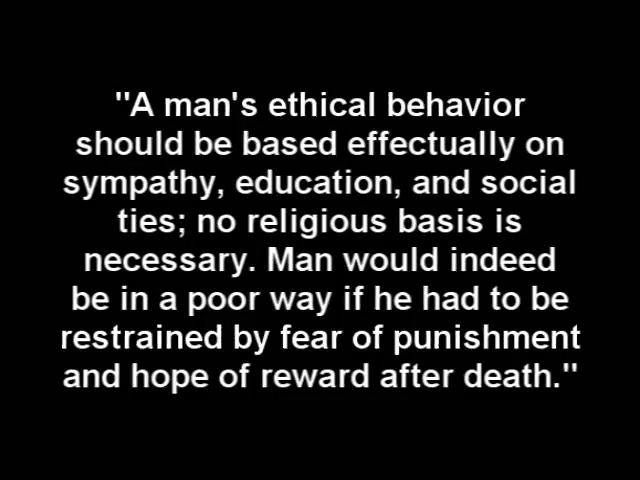 "A man's ethical behavior
should be based effectually on
sympathy, education, and social
ties; no religious basis is
necessary. Man would indeed
be in a poor way if he had to be
restrained by fear of punishment
and hope of reward after death."